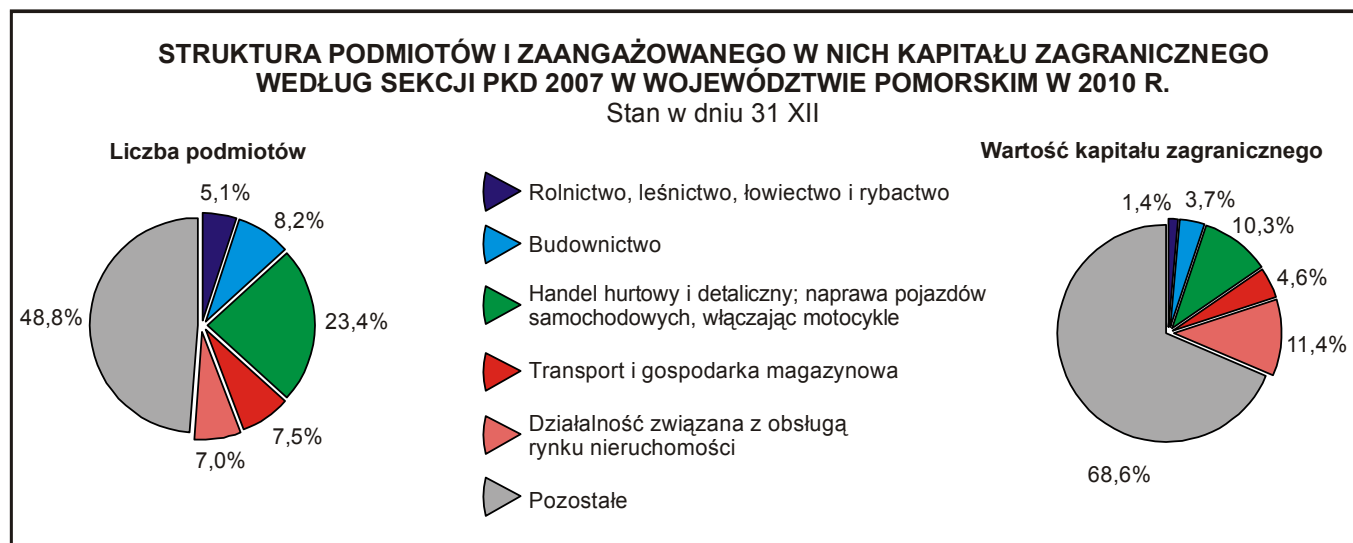 STRUKTURA PODMIOTÓW I ZAANGAŻOWANEGO W NICH KAPITAŁU ZAGRANICZNEGO
WEDŁUG SEKCJI PKD 2007 W WOJEWÓDZTWIE POMORSKIM W 2010 R.
Stan w dniu 31 XII
Liczba podmiotów
5,1%
8,2%
23,4%
7,5%
7,0%
48,8%
Rolnictwo, leśnictwo, łowiectwo i rybactwo
Budownictwo
Handel hurtowy i detaliczny; naprawa pojazdów
samochodowych, włączając motocykle
Transport i gospodarka magazynowa
Działalność związana z obsługą
rynku nieruchomości
Pozostałe
Wartość kapitału zagranicznego
1,4%
3,7%
10,3%
4,6%
11,4%
68,6%